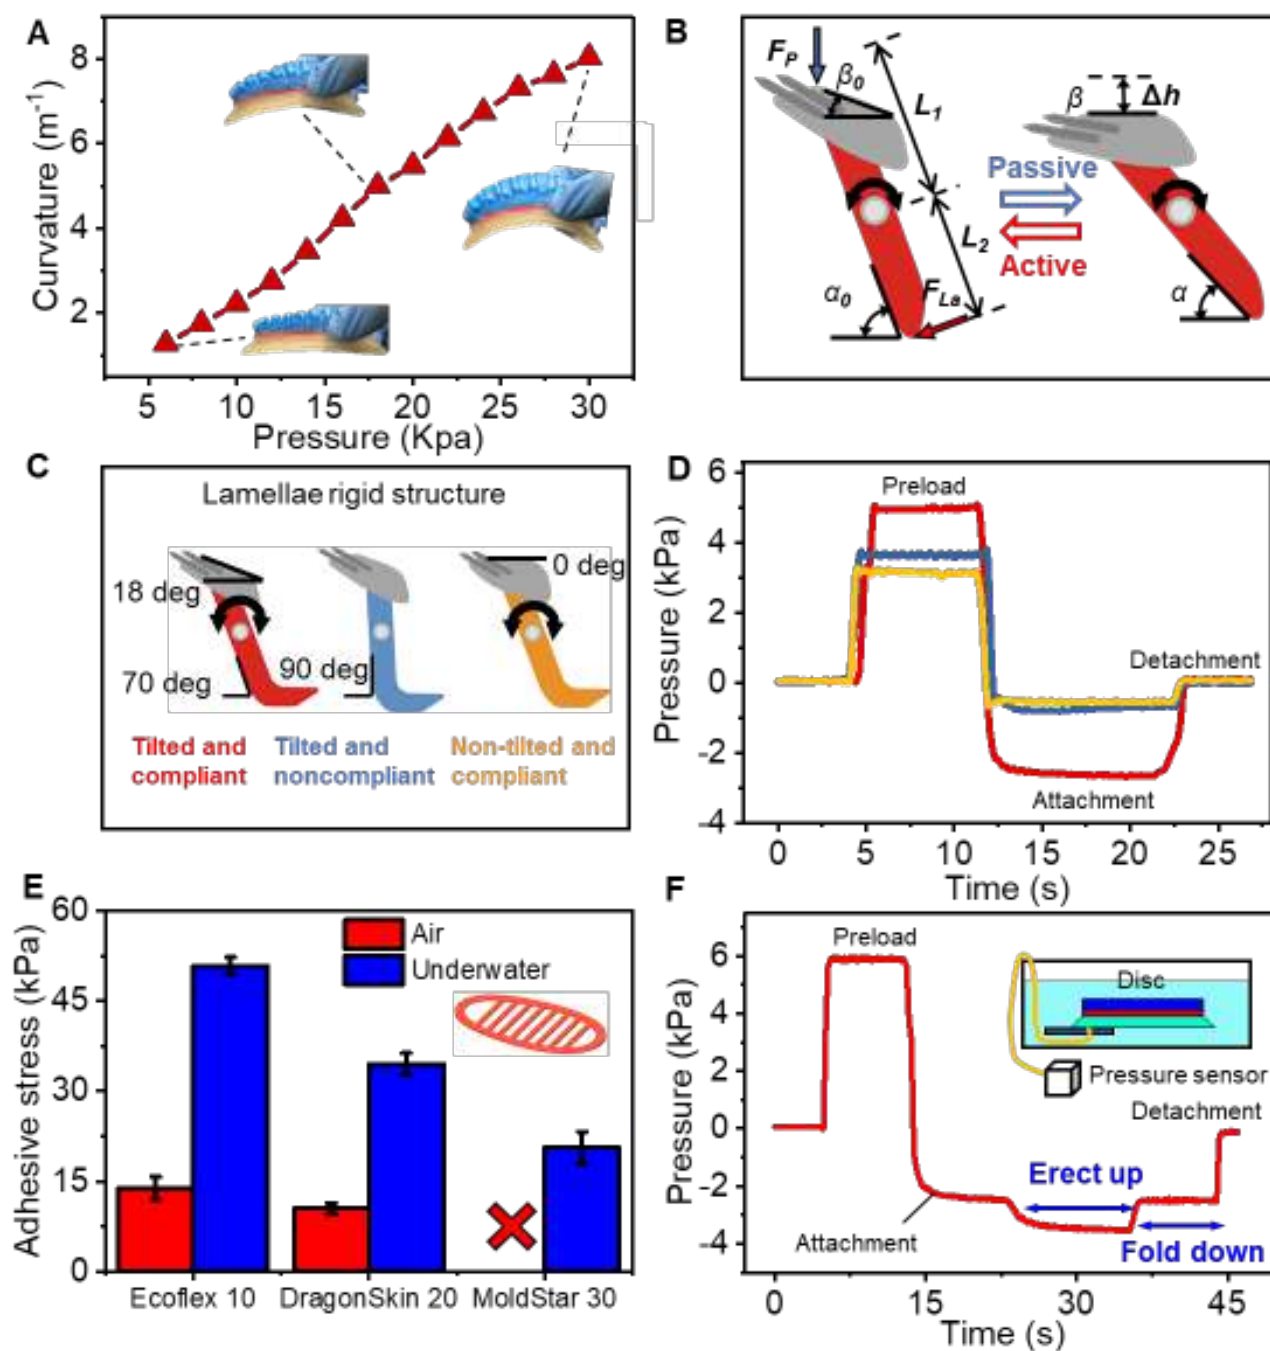 A
Curvature (m⁻¹)
8
6
4
2
5 10 15 20 25 30
Pressure (Kpa)
B
F_P
β₀
L₁
β
Δh
Passive
Active
L₂
α₀
F_La
α
C
Lamellae rigid structure
18 deg
0 deg
70 deg
90 deg
Tilted and compliant
Tilted and noncompliant
Non-tilted and compliant
D
Pressure (kPa)
6
4
2
0
-2
-4
Preload
Detachment
Attachment
0 5 10 15 20 25
Time (s)
E
Adhesive stress (kPa)
60
45
30
15
0
Air
Underwater
Ecoflex 10 DragonSkin 20 MoldStar 30
F
Pressure (kPa)
6
4
2
0
-2
-4
Preload
Disc
Pressure sensor
Detachment
Erect up
Attachment
Fold down
0 15 30 45
Time (s)